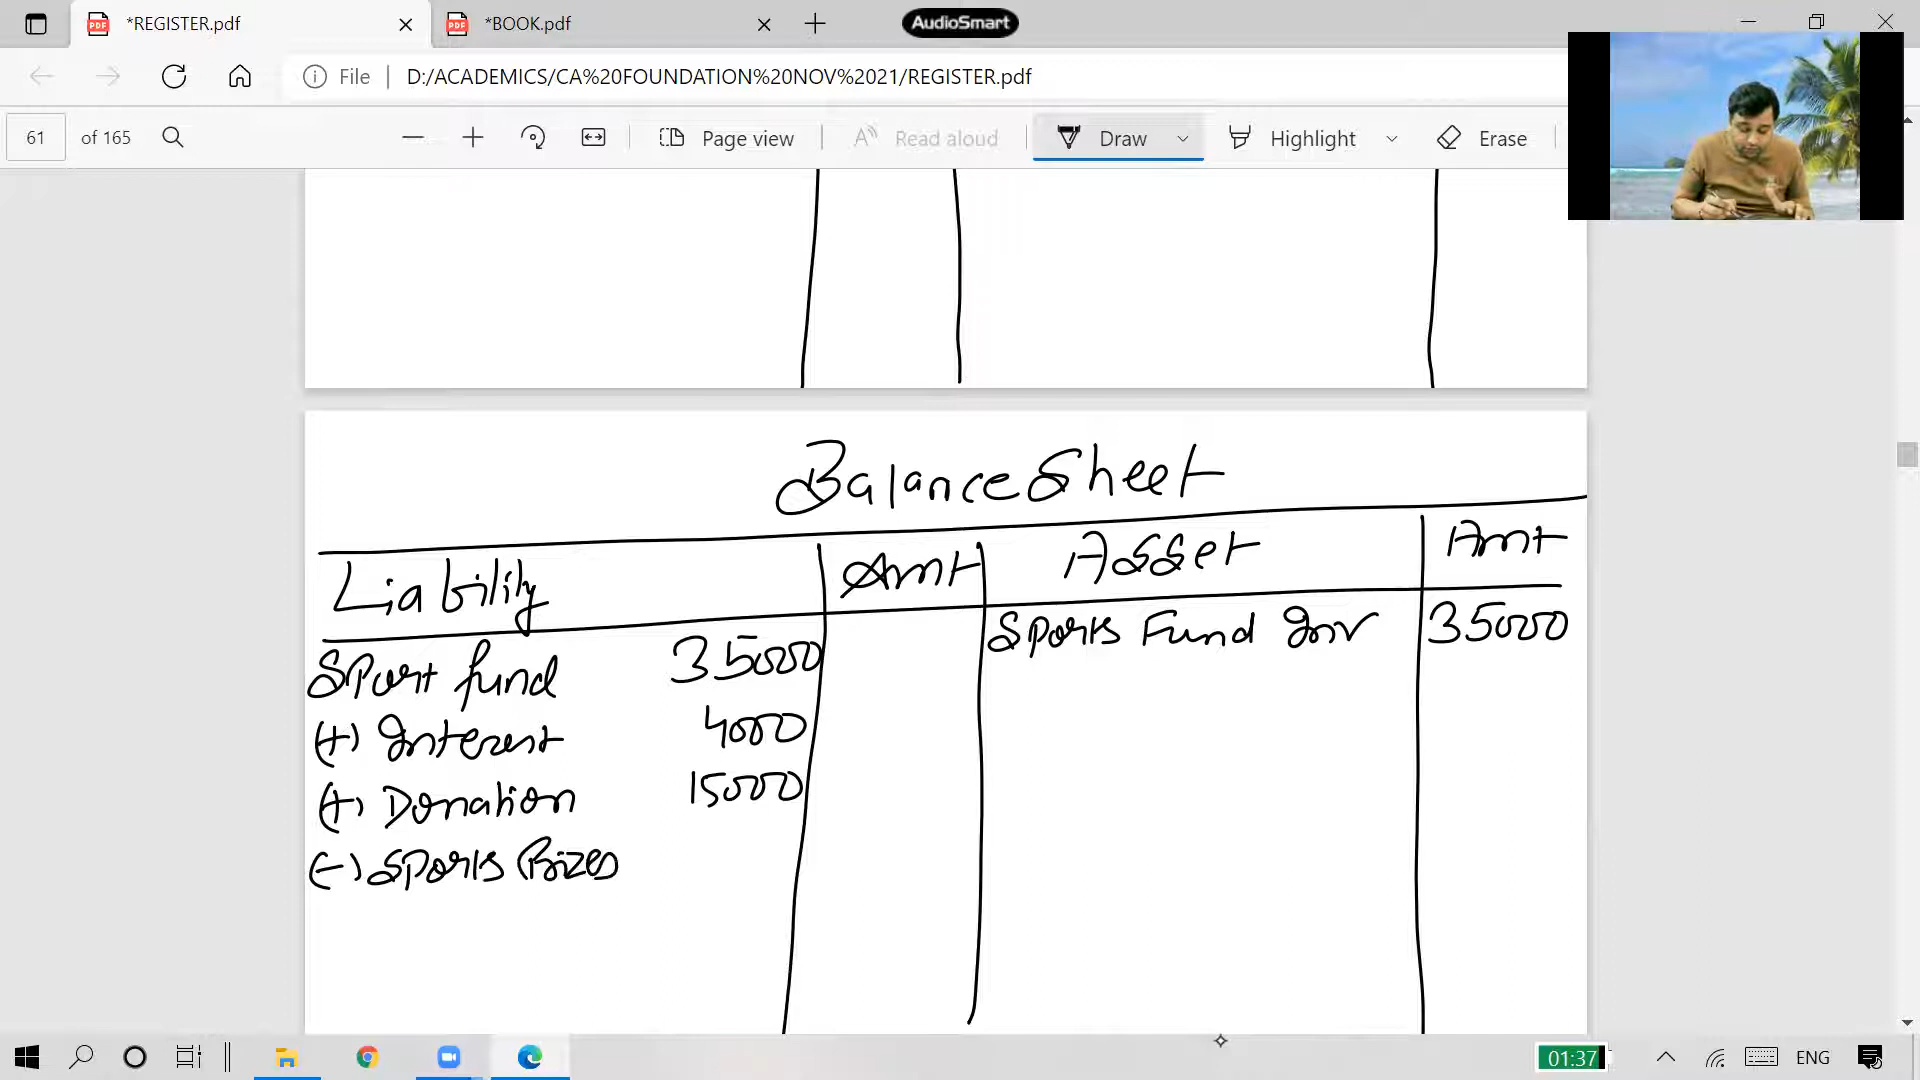 *REGISTER.pdf
*BOOK.pdf
AudioSmart
File
D:/ACADEMICS/CA%20FOUNDATION%20NOV%2021/REGISTER.pdf
61 of 165
Page view
Read aloud
Draw
Highlight
Erase
Balance Sheet
Liability Amt Asset Amt
Sport fund 35000 Sports Fund Inv 35000
(+) Interest 4000
(+) Donation 15000
(-) Sports Prizes
01:37
ENG